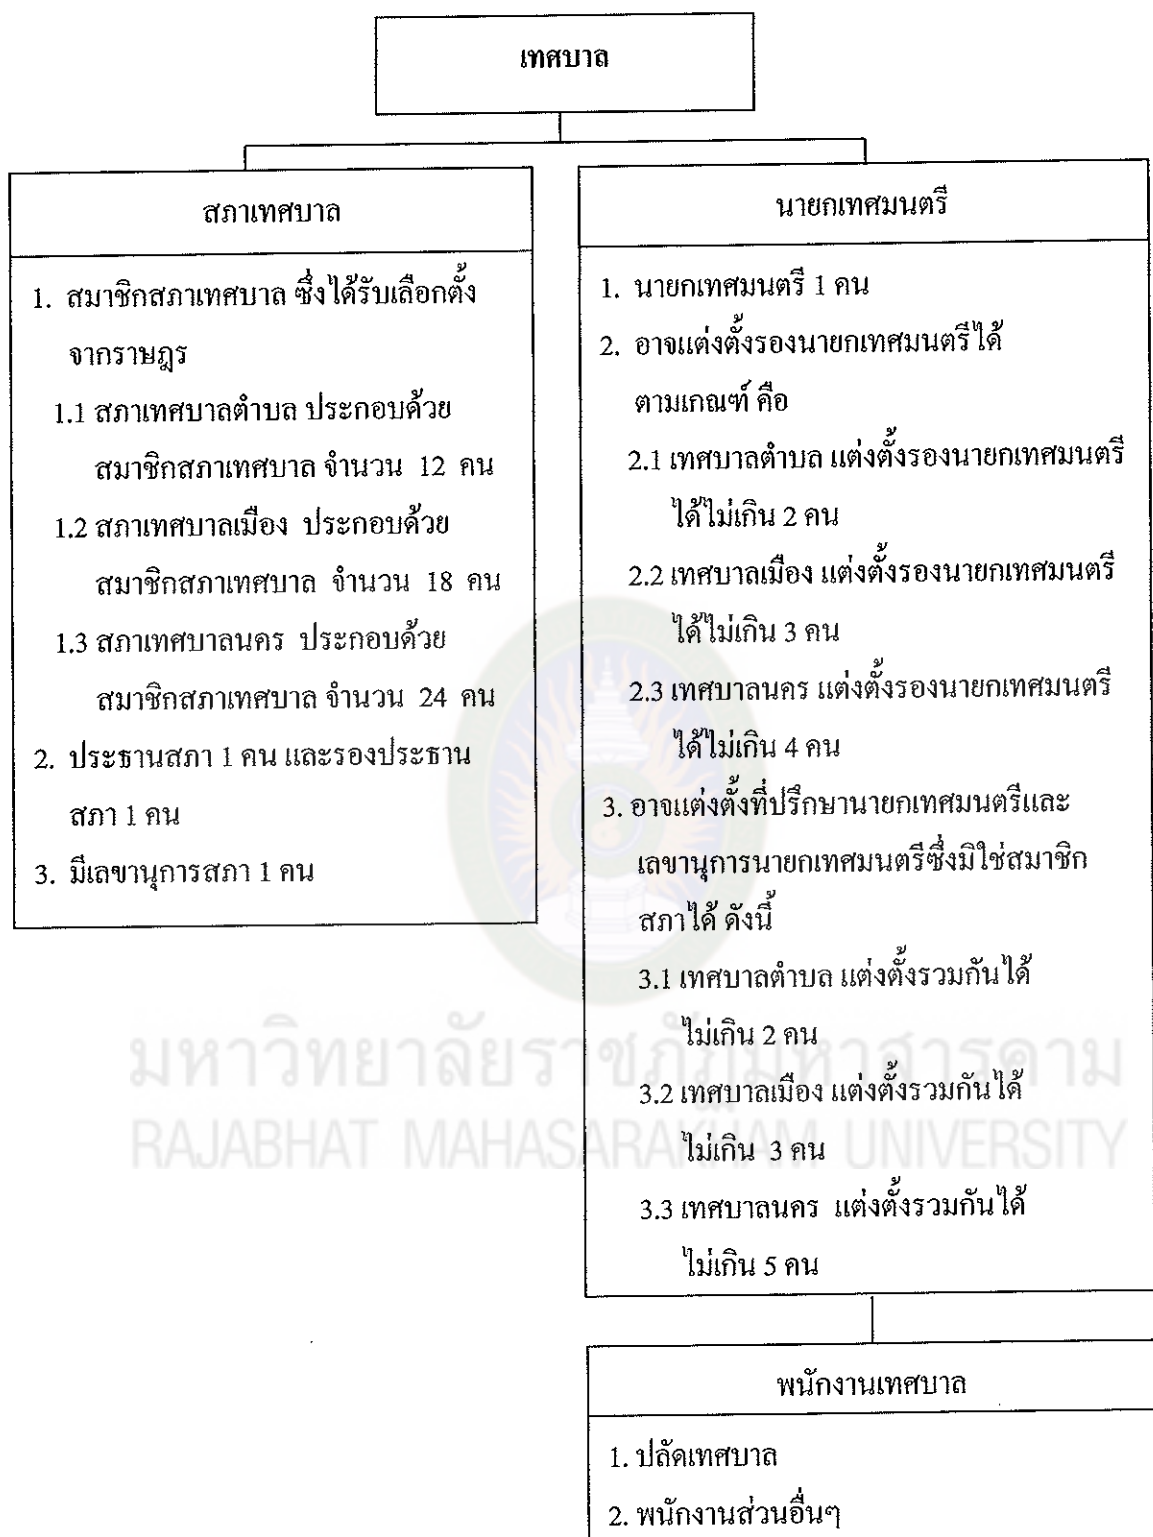 เทศบาล
สภาเทศบาล
1. สมาชิกสภาเทศบาล ซึ่งได้รับเลือกตั้ง
จากราษฎร
1.1 สภาเทศบาลตำบล ประกอบด้วย
สมาชิกสภาเทศบาล จำนวน 12 คน
1.2 สภาเทศบาลเมือง ประกอบด้วย
สมาชิกสภาเทศบาล จำนวน 18 คน
1.3 สภาเทศบาลนคร ประกอบด้วย
สมาชิกสภาเทศบาล จำนวน 24 คน
2. ประธานสภา 1 คน และรองประธาน
สภา 1 คน
3. มีเลขานุการสภา 1 คน
นายกเทศมนตรี
1. นายกเทศมนตรี 1 คน
2. อาจแต่งตั้งรองนายกเทศมนตรีได้
ตามเกณฑ์ คือ
2.1 เทศบาลตำบล แต่งตั้งรองนายกเทศมนตรี
ได้ไม่เกิน 2 คน
2.2 เทศบาลเมือง แต่งตั้งรองนายกเทศมนตรี
ได้ไม่เกิน 3 คน
2.3 เทศบาลนคร แต่งตั้งรองนายกเทศมนตรี
ได้ไม่เกิน 4 คน
3. อาจแต่งตั้งที่ปรึกษานายกเทศมนตรีและ
เลขานุการนายกเทศมนตรีซึ่งมิใช่สมาชิก
สภาได้ ดังนี้
3.1 เทศบาลตำบล แต่งตั้งรวมกันได้
ไม่เกิน 2 คน
3.2 เทศบาลเมือง แต่งตั้งรวมกันได้
ไม่เกิน 3 คน
3.3 เทศบาลนคร แต่งตั้งรวมกันได้
ไม่เกิน 5 คน
พนักงานเทศบาล
1. ปลัดเทศบาล
2. พนักงานส่วนอื่นๆ
มหาวิทยาลัยราชภัฏมหาสารคาม
RAJABHAT MAHASARAKHAM UNIVERSITY